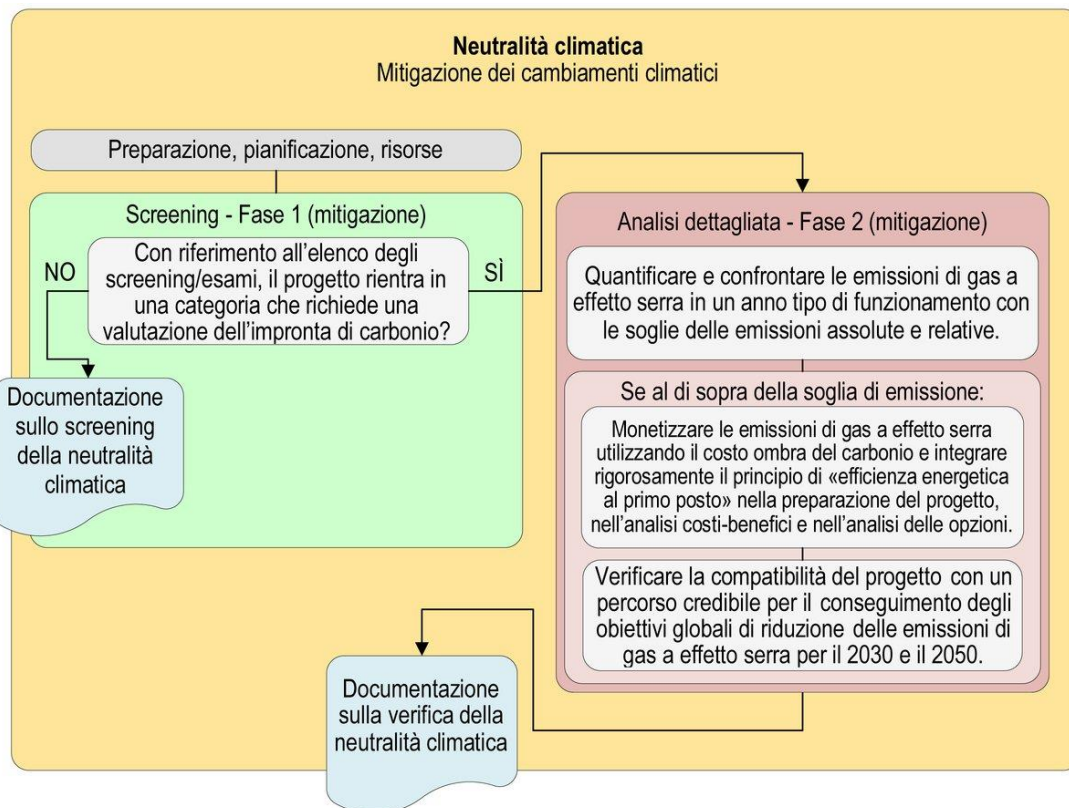 Neutralità climatica
Mitigazione dei cambiamenti climatici
Preparazione, pianificazione, risorse
Screening - Fase 1 (mitigazione)
NO
Con riferimento all'elenco degli
screening/esami, il progetto rientra in
una categoria che richiede una
valutazione dell'impronta di carbonio?
SÌ
Documentazione
sullo screening
della neutralità
climatica
Analisi dettagliata - Fase 2 (mitigazione)
Quantificare e confrontare le emissioni di gas a
effetto serra in un anno tipo di funzionamento con
le soglie delle emissioni assolute e relative.
Se al di sopra della soglia di emissione:
Monetizzare le emissioni di gas a effetto serra
utilizzando il costo ombra del carbonio e integrare
rigorosamente il principio di «efficienza energetica
al primo posto» nella preparazione del progetto,
nell'analisi costi-benefici e nell'analisi delle opzioni.
Verificare la compatibilità del progetto con un
percorso credibile per il conseguimento degli
obiettivi globali di riduzione delle emissioni di
gas a effetto serra per il 2030 e il 2050.
Documentazione
sulla verifica della
neutralità climatica